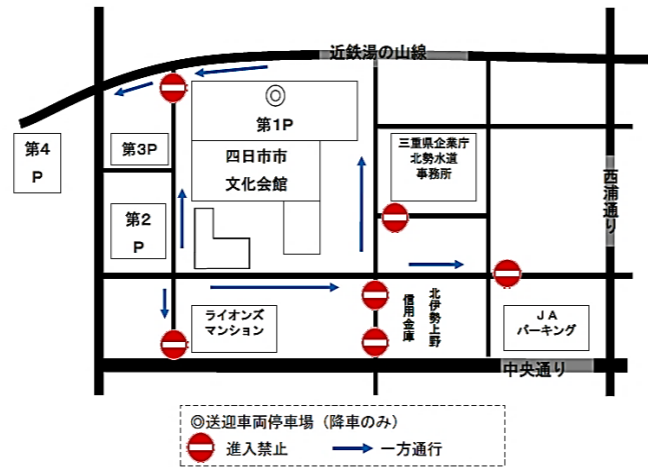 近鉄湯の山線
第1P
第4
P
第3P
四日市市
文化会館
三重県企業庁
北勢水道
事務所
西浦通り
第2
P
ライオンズ
マンション
北伊勢上野
信用金庫
JA
パーキング
中央通り
◎送迎車両停車場（降車のみ）
進入禁止
一方通行